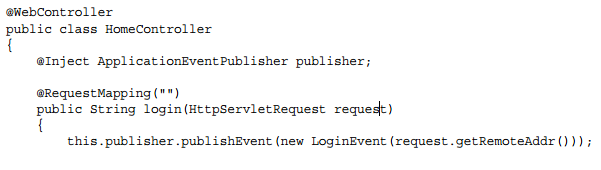 @WebController
public class HomeController
{
@Inject ApplicationEventPublisher publisher;
@RequestMapping("")
public String login(HttpServletRequest request)
{
this.publisher.publishEvent(new LoginEvent(request.getRemoteAddr()));